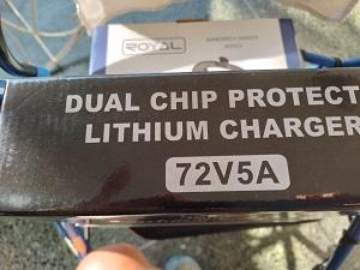 ROYAL
DUAL CHIP PROTECT
LITHIUM CHARGER
72V5A